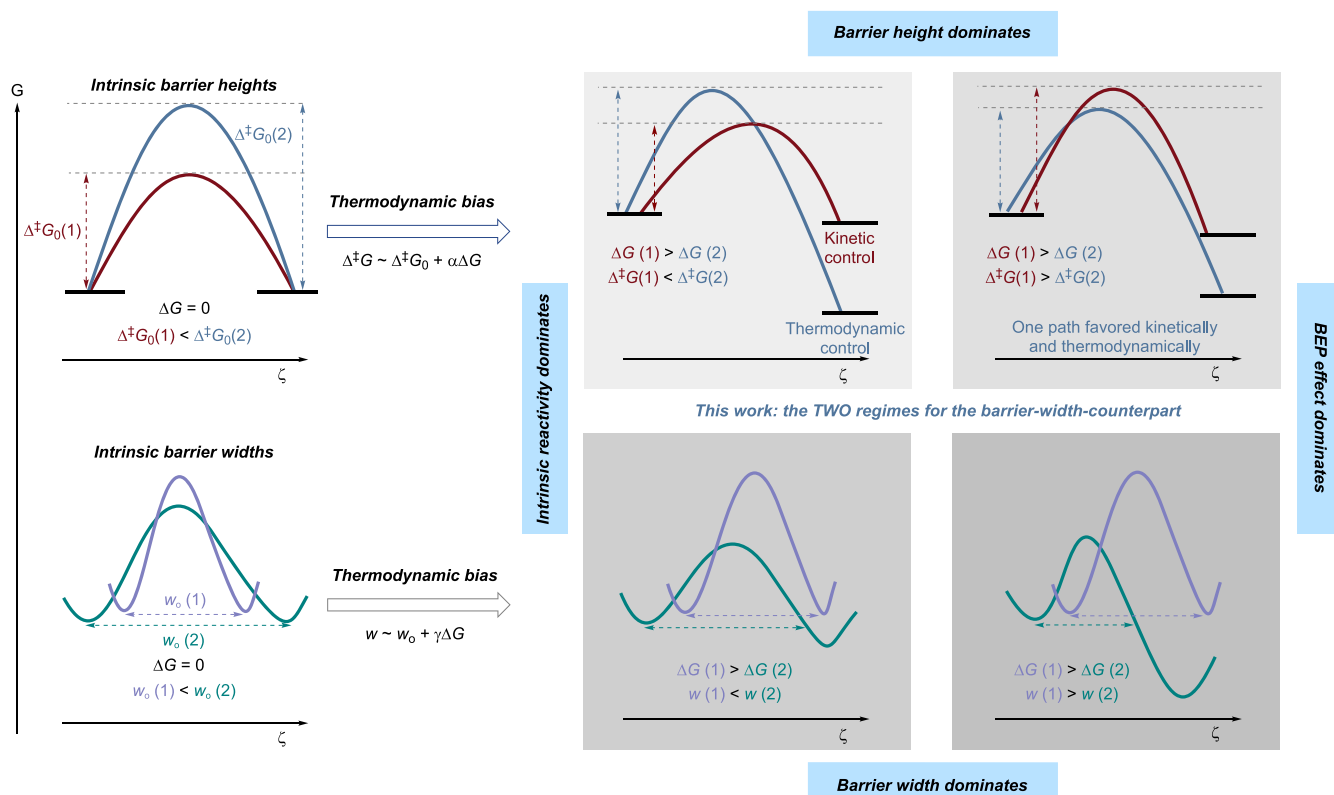 Barrier height dominates
G
Intrinsic barrier heights
Δ‡G₀(2)
Δ‡G₀(1)
ΔG = 0
Δ‡G₀(1) < Δ‡G₀(2)
ζ
Thermodynamic bias
Δ‡G ~ Δ‡G₀ + αΔG
Intrinsic reactivity dominates
ΔG (1) > ΔG (2)
Δ‡G(1) < Δ‡G(2)
Kinetic
control
Thermodynamic
control
ζ
ΔG (1) > ΔG (2)
Δ‡G(1) > Δ‡G(2)
One path favored kinetically
and thermodynamically
ζ
BEP effect dominates
This work: the TWO regimes for the barrier-width-counterpart
Intrinsic barrier widths
wₒ (1)
wₒ (2)
ΔG = 0
wₒ (1) < wₒ (2)
ζ
Thermodynamic bias
w ~ wₒ + γΔG
ΔG (1) > ΔG (2)
w (1) < w (2)
ζ
ΔG (1) > ΔG (2)
w (1) > w (2)
ζ
Barrier width dominates